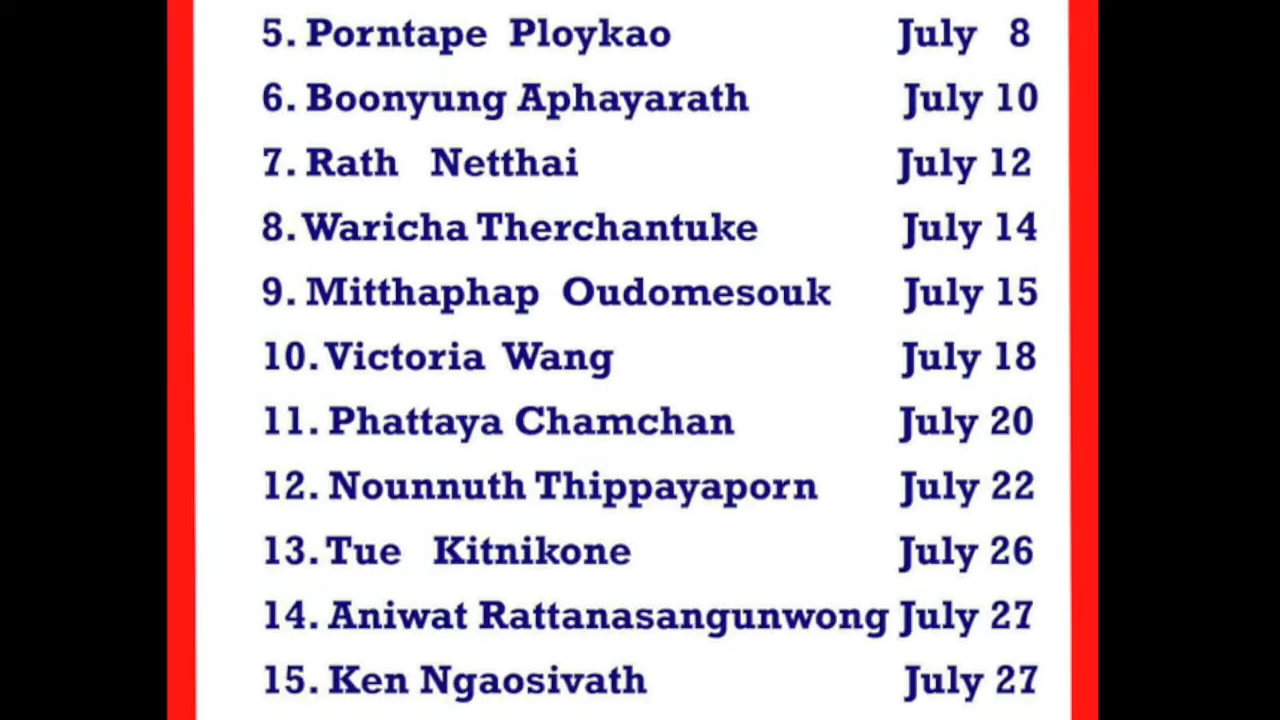 5. Porntape Ploykao July 8
6. Boonyung Aphayarath July 10
7. Rath Netthai July 12
8. Waricha Therchantuke July 14
9. Mitthaphap Oudomesouk July 15
10. Victoria Wang July 18
11. Phattaya Chamchan July 20
12. Nounnuth Thippayaporn July 22
13. Tue Kitnikone July 26
14. Aniwat Rattanasangunwong July 27
15. Ken Ngaosivath July 27